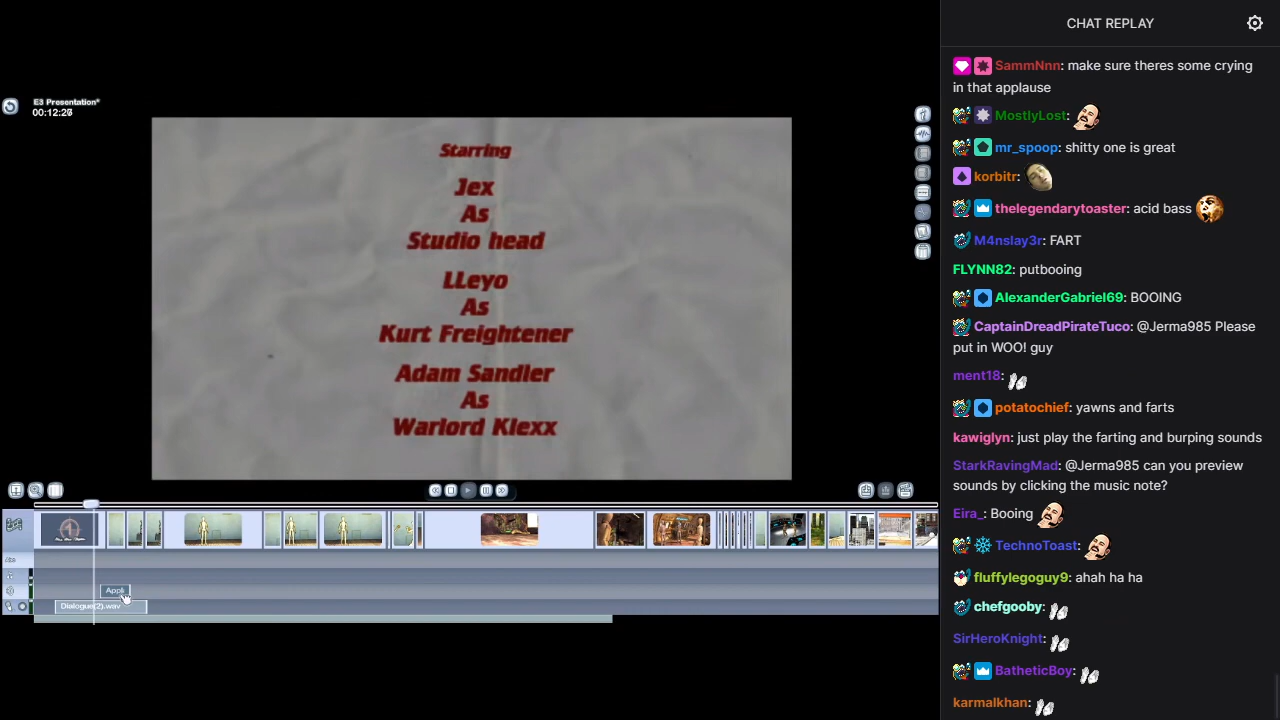 CHAT REPLAY
SammNnn: make sure theres some crying
in that applause
MostlyLost:
mr_spoop: shitty one is great
korbitr:
thelegendarytoaster: acid bass
M4nslay3r: FART
FLYNN82: putbooing
AlexanderGabriel69: BOOING
CaptainDreadPirateTuco: @Jerma985 Please
put in WOO! guy
ment18:
potatochief: yawns and farts
kawiglyn: just play the farting and burping sounds
StarkRavingMad: @Jerma985 can you preview
sounds by clicking the music note?
Eira_: Booing
TechnoToast:
fluffylegoguy9: ahah ha ha
chefgooby:
SirHeroKnight:
BatheticBoy:
karmalkhan:
E3 Presentation*
Starring
Jex
As
Studio head
LLeyo
As
Kurt Freightener
Adam Sandler
As
Warlord Klexx
Appl
Dialogue(2).wav